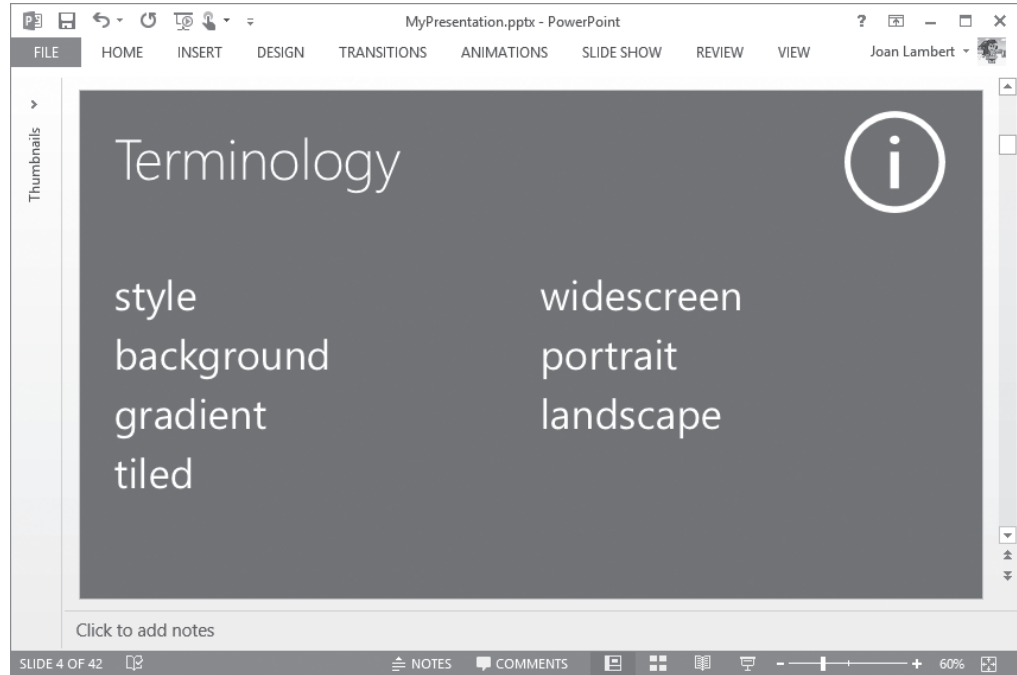 MyPresentation.pptx - PowerPoint
FILE HOME INSERT DESIGN TRANSITIONS ANIMATIONS SLIDE SHOW REVIEW VIEW Joan Lambert
Thumbnails
Terminology
style
background
gradient
tiled
widescreen
portrait
landscape
Click to add notes
SLIDE 4 OF 42 NOTES COMMENTS 60%